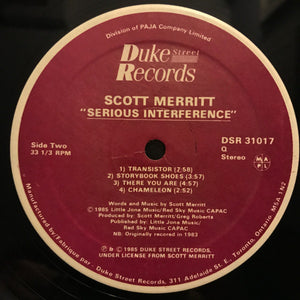 Division of PAJA Company Limited
Duke Street
Records
SCOTT MERRITT
"SERIOUS INTERFERENCE"
Side Two
33 1/3 RPM
DSR 31017
Q
Stereo
M A P L
1) TRANSISTOR (2:58)
2) STORYBOOK SHOES (3:57)
3) THERE YOU ARE (4:57)
4) CHAMELEON (2:52)
Words and Music by Scott Merritt
© 1985 Little Jona Music/Red Sky Music CAPAC
Produced by: Scott Merritt/Greg Roberts
Published by: Little Jona Music/
Red Sky Music CAPAC
NB: Originally recorded in 1983
℗ & © 1985 DUKE STREET RECORDS,
UNDER LICENSE FROM SCOTT MERRITT
Manufactured by/
Fabrique par: Duke Street Records, 311 Adelaide St. E., Toronto Ontario M5A 1N2